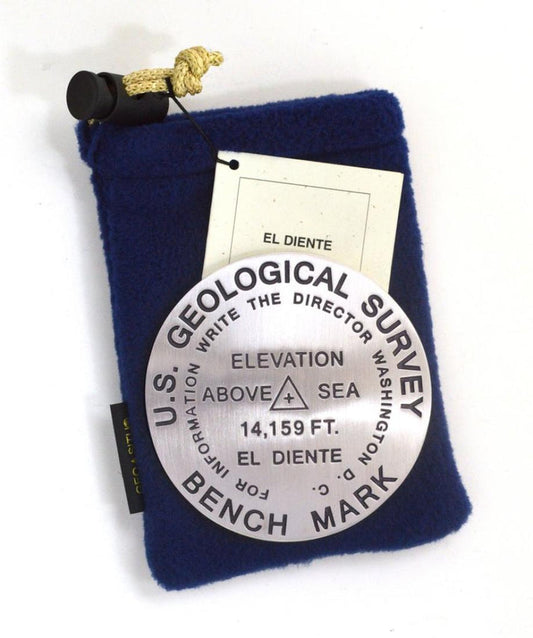 EL DIENTE
U.S. GEOLOGICAL SURVEY
FOR INFORMATION WRITE THE DIRECTOR WASHINGTON D. C.
ELEVATION
ABOVE SEA
14,159 FT.
EL DIENTE
BENCH MARK